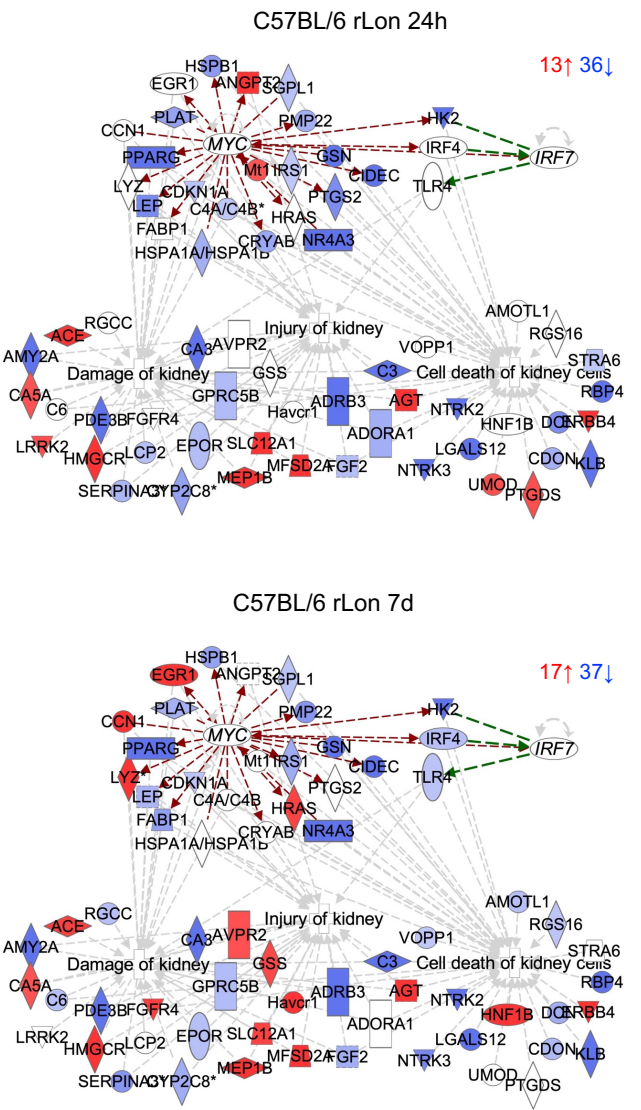 C57BL/6 rLon 24h
13↑ 36↓
HSPB1
EGR1
ANGPT2
SGPL1
PLAT
PMP22
HK2
CCN1
MYC
IRF4
IRF7
PPARG
Mt1
IRS1
GSN
CIDEC
TLR4
LYZ
CDKN1A
PTGS2
LEP
C4A/C4B*
HRAS
FABP1
CRYAB
NR4A3
HSPA1A/HSPA1B
AMOTL1
RGCC
Injury of kidney
RGS16
ACE
AVPR2
VOPP1
AMY2A
CA3
STRA6
Damage of kidney
GSS
C3
Cell death of kidney cells
RBP4
CA5A
GPRC5B
ADRB3
AGT
C6
Havcr1
NTRK2
PDE3B
FGFR4
ADORA1
HNF1B
ERBB4
LRRK2
EPOR
SLC12A1
LGALS12
HMGCR
LCP2
MFSD2A
FGF2
NTRK3
CDON
KLB
MEP1B
UMOD
SERPINA3
CYP2C8*
PTGDS
C57BL/6 rLon 7d
17↑ 37↓
HSPB1
EGR1
ANGPT2
SGPL1
PLAT
PMP22
HK2
CCN1
MYC
IRF4
IRF7
PPARG
Mt1
IRS1
GSN
CIDEC
TLR4
LYZ
CDKN1A
PTGS2
LEP
C4A/C4B
HRAS
FABP1
CRYAB
NR4A3
HSPA1A/HSPA1B
AMOTL1
RGCC
Injury of kidney
RGS16
ACE
AVPR2
VOPP1
AMY2A
CA3
STRA6
Damage of kidney
GSS
C3
Cell death of kidney cells
RBP4
CA5A
GPRC5B
ADRB3
AGT
C6
Havcr1
NTRK2
PDE3B
FGFR4
ADORA1
HNF1B
ERBB4
LRRK2
EPOR
SLC12A1
LGALS12
HMGCR
LCP2
MFSD2A
FGF2
NTRK3
CDON
KLB
MEP1B
UMOD
SERPINA3
CYP2C8*
PTGDS